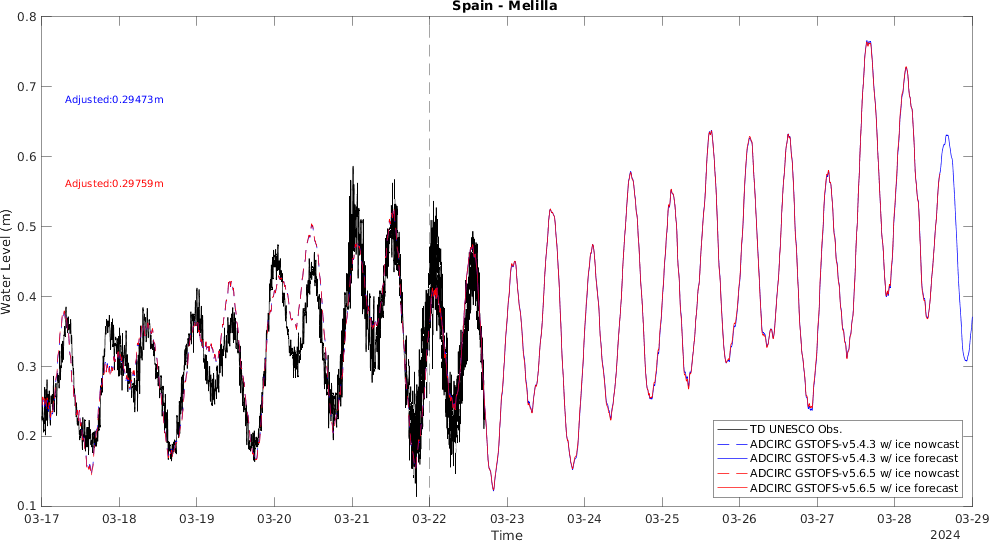 Spain - Melilla
0.8
0.7
0.6
0.5
0.4
0.3
0.2
0.1
Water Level (m)
Adjusted:0.29473m
Adjusted:0.29759m
TD UNESCO Obs.
ADCIRC GSTOFS-v5.4.3 w/ ice nowcast
ADCIRC GSTOFS-v5.4.3 w/ ice forecast
ADCIRC GSTOFS-v5.6.5 w/ ice nowcast
ADCIRC GSTOFS-v5.6.5 w/ ice forecast
03-17 03-18 03-19 03-20 03-21 03-22 03-23 03-24 03-25 03-26 03-27 03-28 03-29
Time
2024